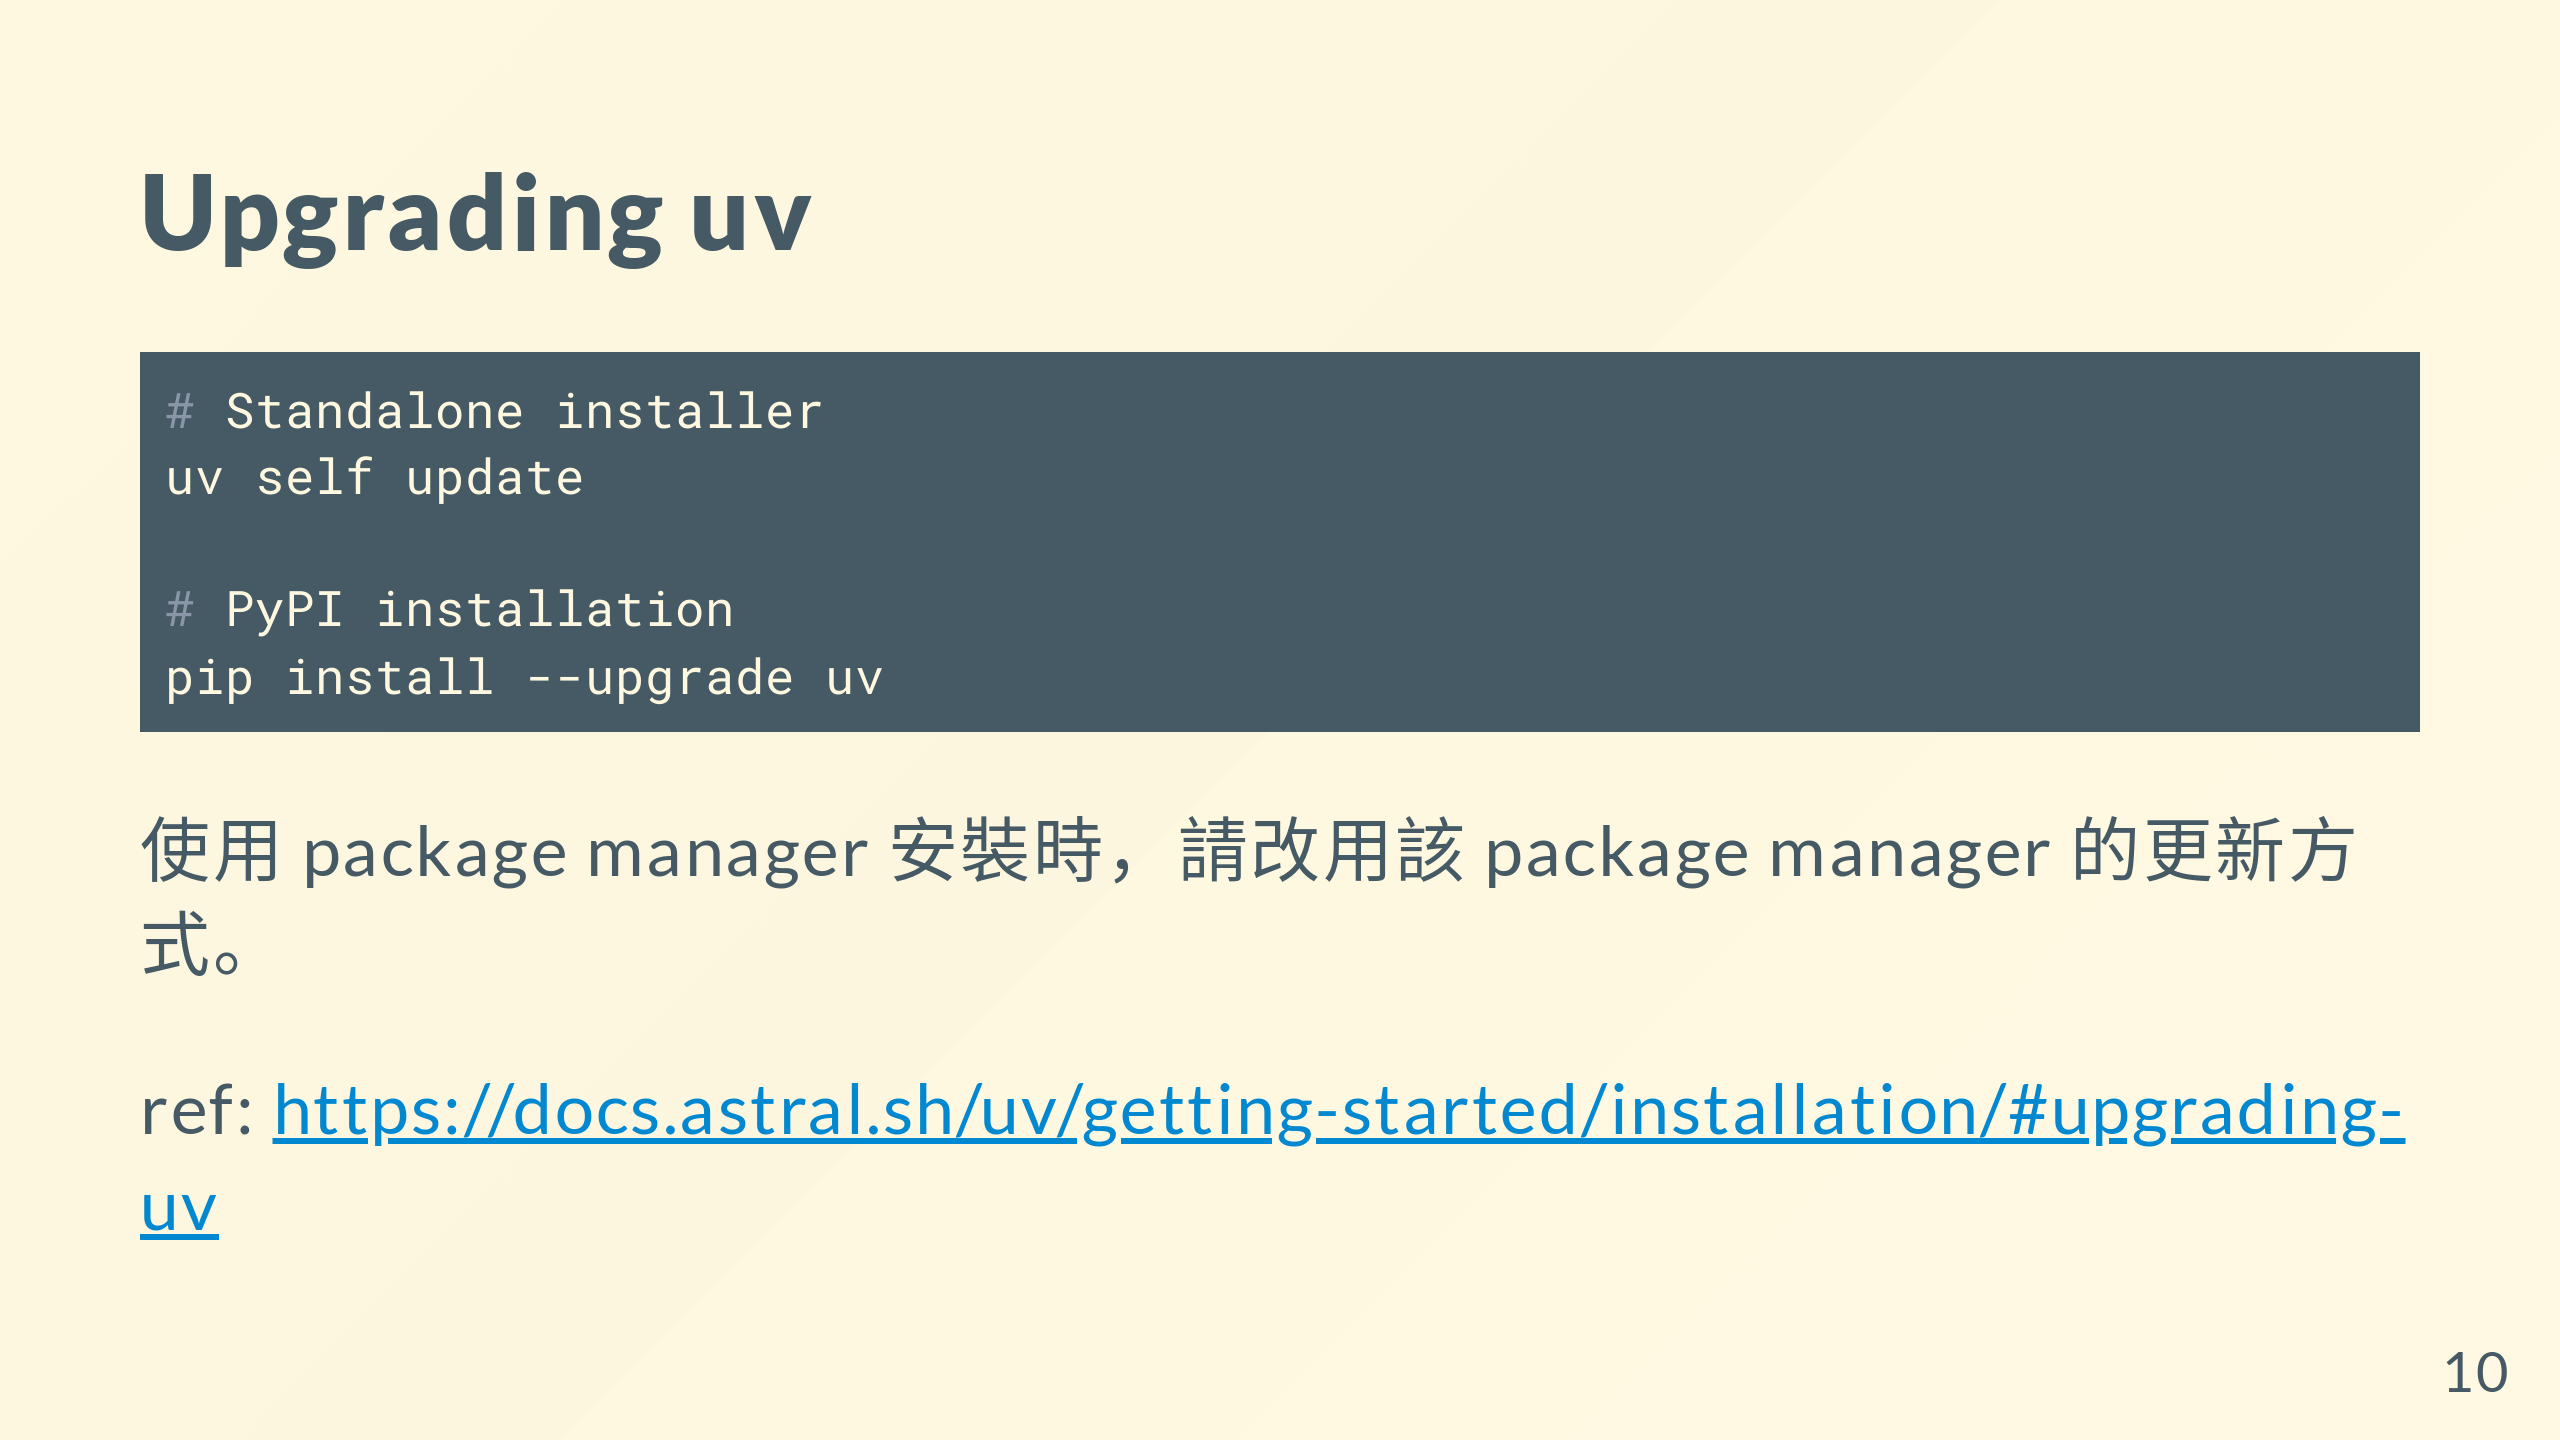 Upgrading uv
# Standalone installer
uv self update
# PyPI installation
pip install --upgrade uv
使用 package manager 安裝時，請改用該 package manager 的更新方
式。
ref: https://docs.astral.sh/uv/getting-started/installation/#upgrading-
uv
10